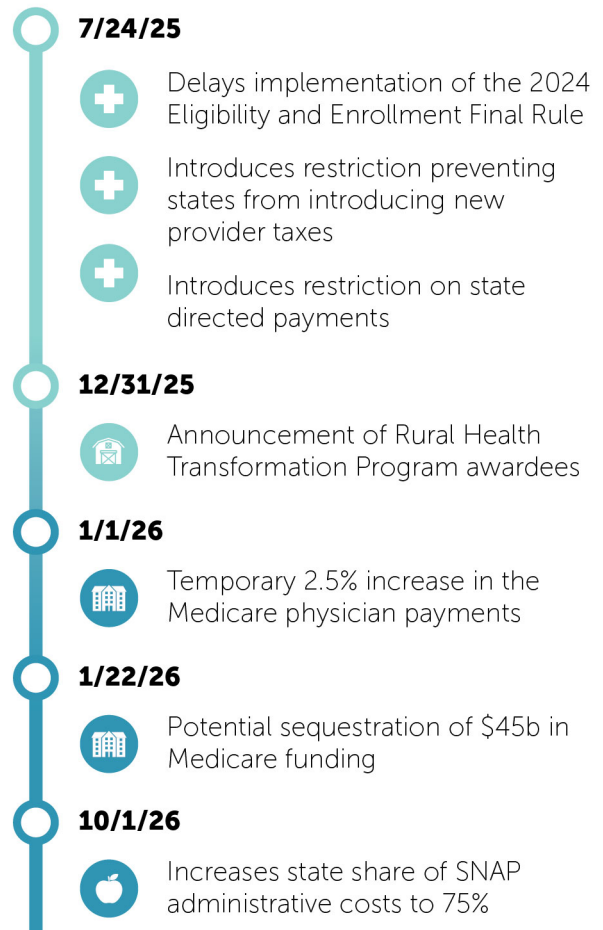 7/24/25
Delays implementation of the 2024
Eligibility and Enrollment Final Rule
Introduces restriction preventing
states from introducing new
provider taxes
Introduces restriction on state
directed payments
12/31/25
Announcement of Rural Health
Transformation Program awardees
1/1/26
Temporary 2.5% increase in the
Medicare physician payments
1/22/26
Potential sequestration of $45b in
Medicare funding
10/1/26
Increases state share of SNAP
administrative costs to 75%